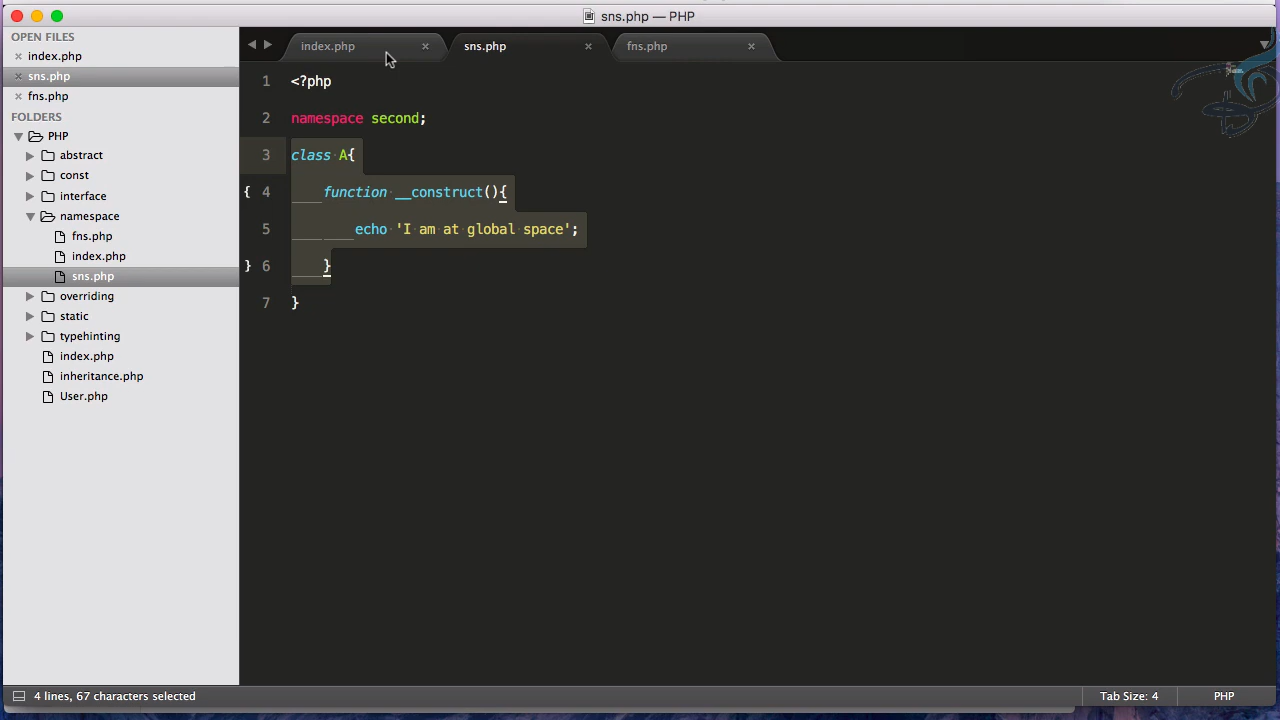 sns.php — PHP
OPEN FILES
index.php
sns.php
fns.php
FOLDERS
PHP
abstract
const
interface
namespace
fns.php
index.php
sns.php
overriding
static
typehinting
index.php
inheritance.php
User.php
index.php
sns.php
fns.php
1 <?php
2 namespace second;
3 class A{
{ 4 function __construct(){
5 echo 'I am at global space';
} 6 }
7 }
4 lines, 67 characters selected
Tab Size: 4
PHP